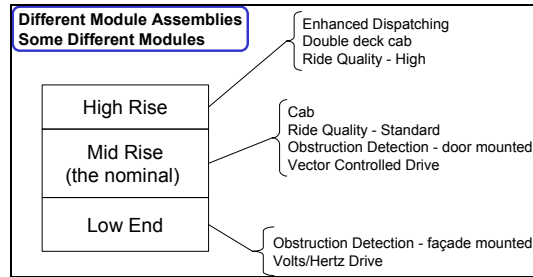 Different Module Assemblies
Some Different Modules
Enhanced Dispatching
Double deck cab
Ride Quality - High
High Rise
Mid Rise
(the nominal)
Low End
Cab
Ride Quality - Standard
Obstruction Detection - door mounted
Vector Controlled Drive
Obstruction Detection - façade mounted
Volts/Hertz Drive